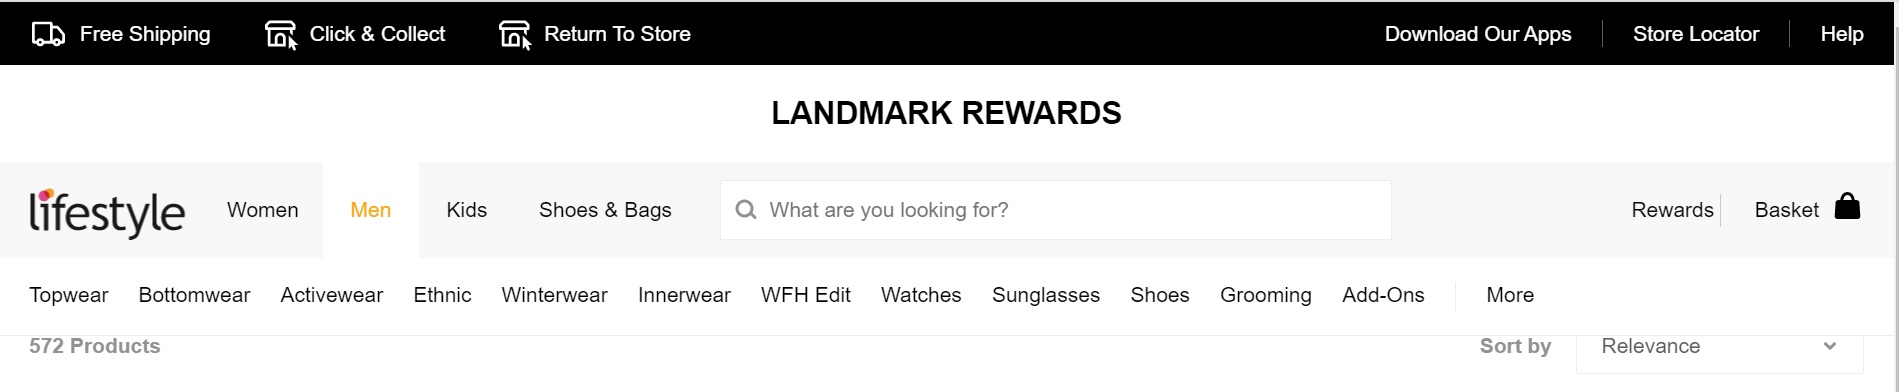 Free Shipping Click & Collect Return To Store Download Our Apps Store Locator Help
LANDMARK REWARDS
lifestyle Women Men Kids Shoes & Bags What are you looking for? Rewards Basket
Topwear Bottomwear Activewear Ethnic Winterwear Innerwear WFH Edit Watches Sunglasses Shoes Grooming Add-Ons More
572 Products Sort by Relevance